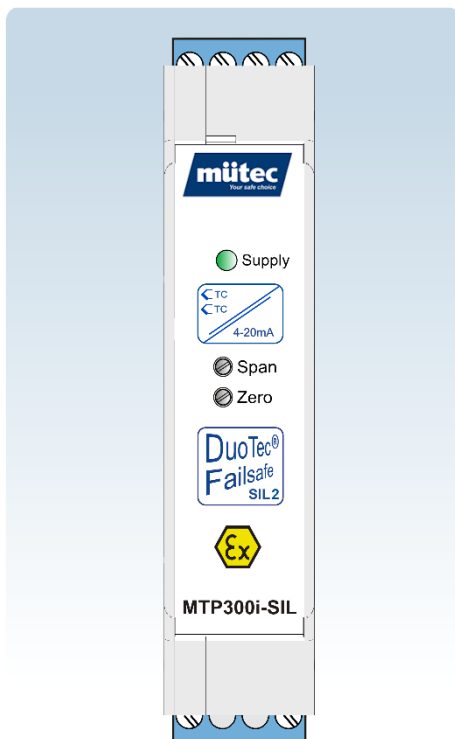 mütec
Your safe choice
Supply
TC
TC
4-20mA
Span
Zero
DuoTec®
Failsafe
SIL2
Ex
MTP300i-SIL